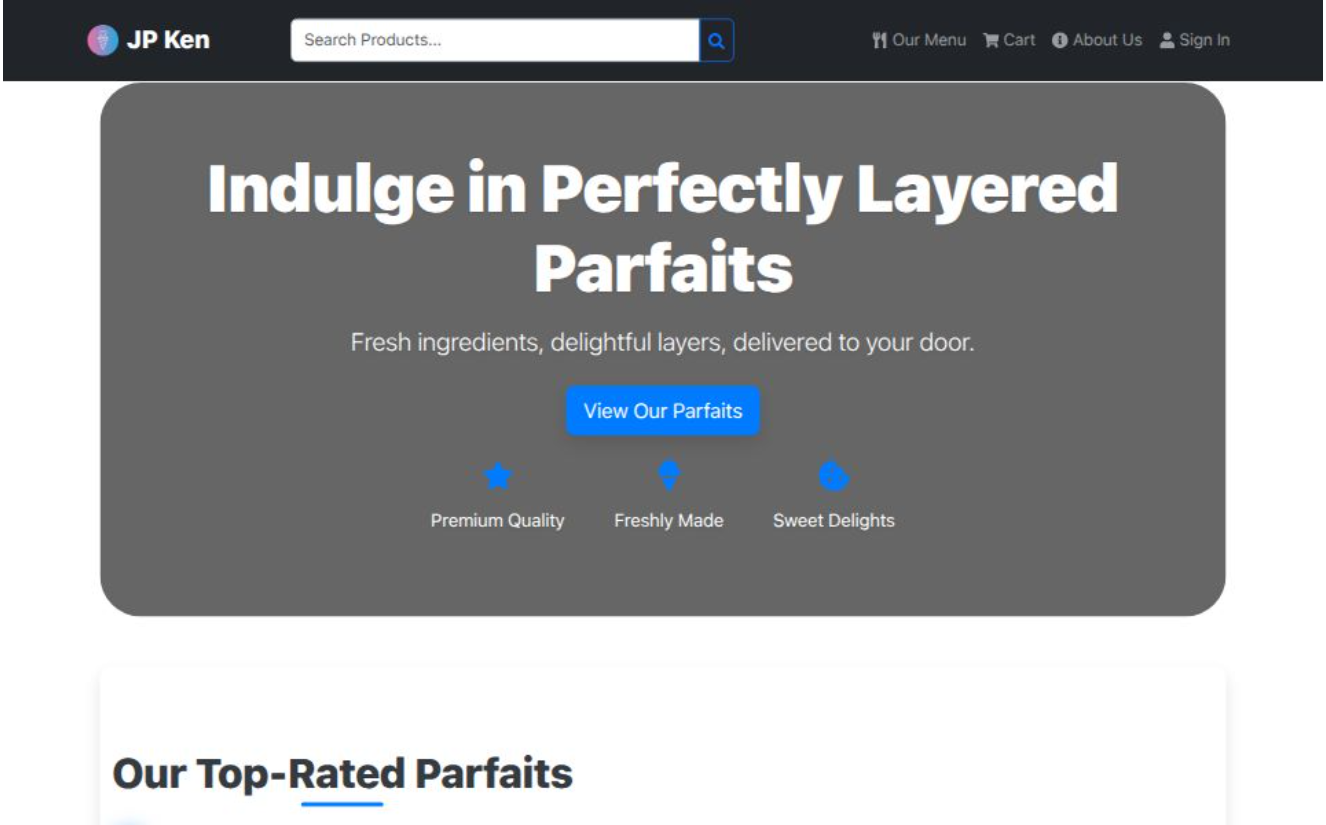 JP Ken
Search Products...
Our Menu
Cart
About Us
Sign In
Indulge in Perfectly Layered
Parfaits
Fresh ingredients, delightful layers, delivered to your door.
View Our Parfaits
Premium Quality
Freshly Made
Sweet Delights
Our Top-Rated Parfaits